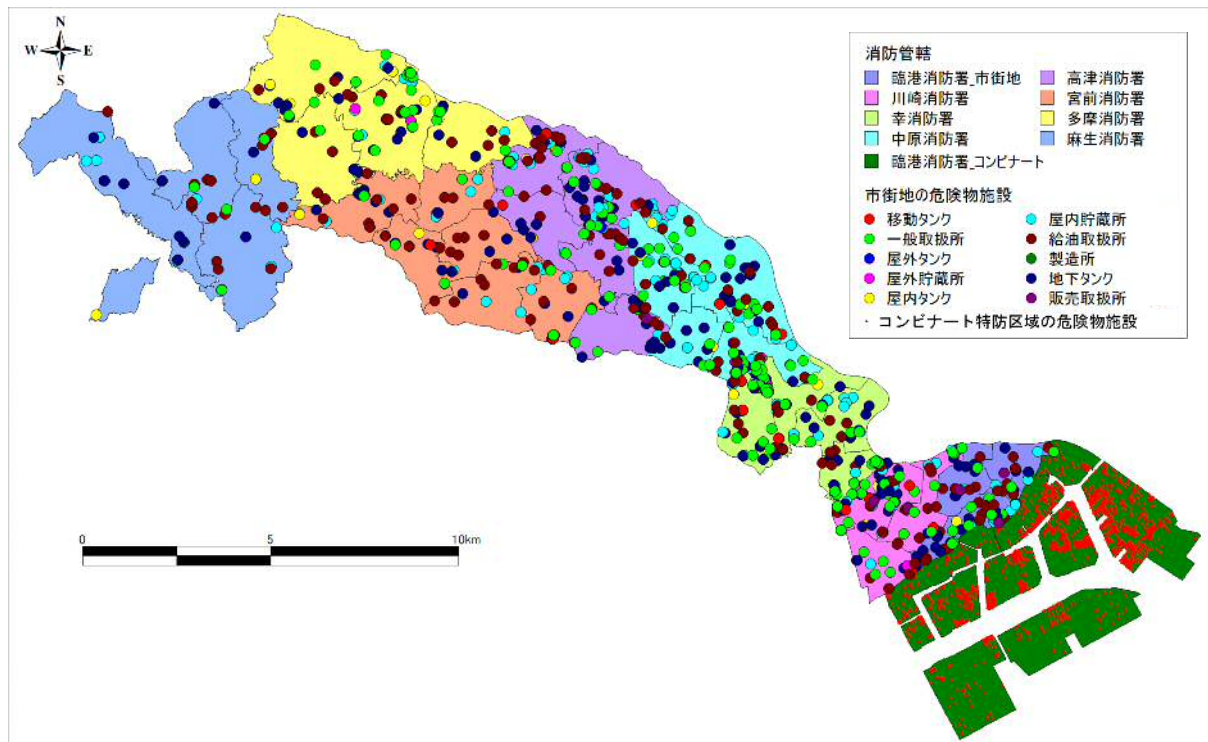 N
W E
S
消防管轄
臨港消防署_市街地 高津消防署
川崎消防署 宮前消防署
幸消防署 多摩消防署
中原消防署 麻生消防署
臨港消防署_コンビナート
市街地の危険物施設
移動タンク 屋内貯蔵所
一般取扱所 給油取扱所
屋外タンク 製造所
屋外貯蔵所 地下タンク
屋内タンク 販売取扱所
・ コンビナート特防区域の危険物施設
0 5 10km